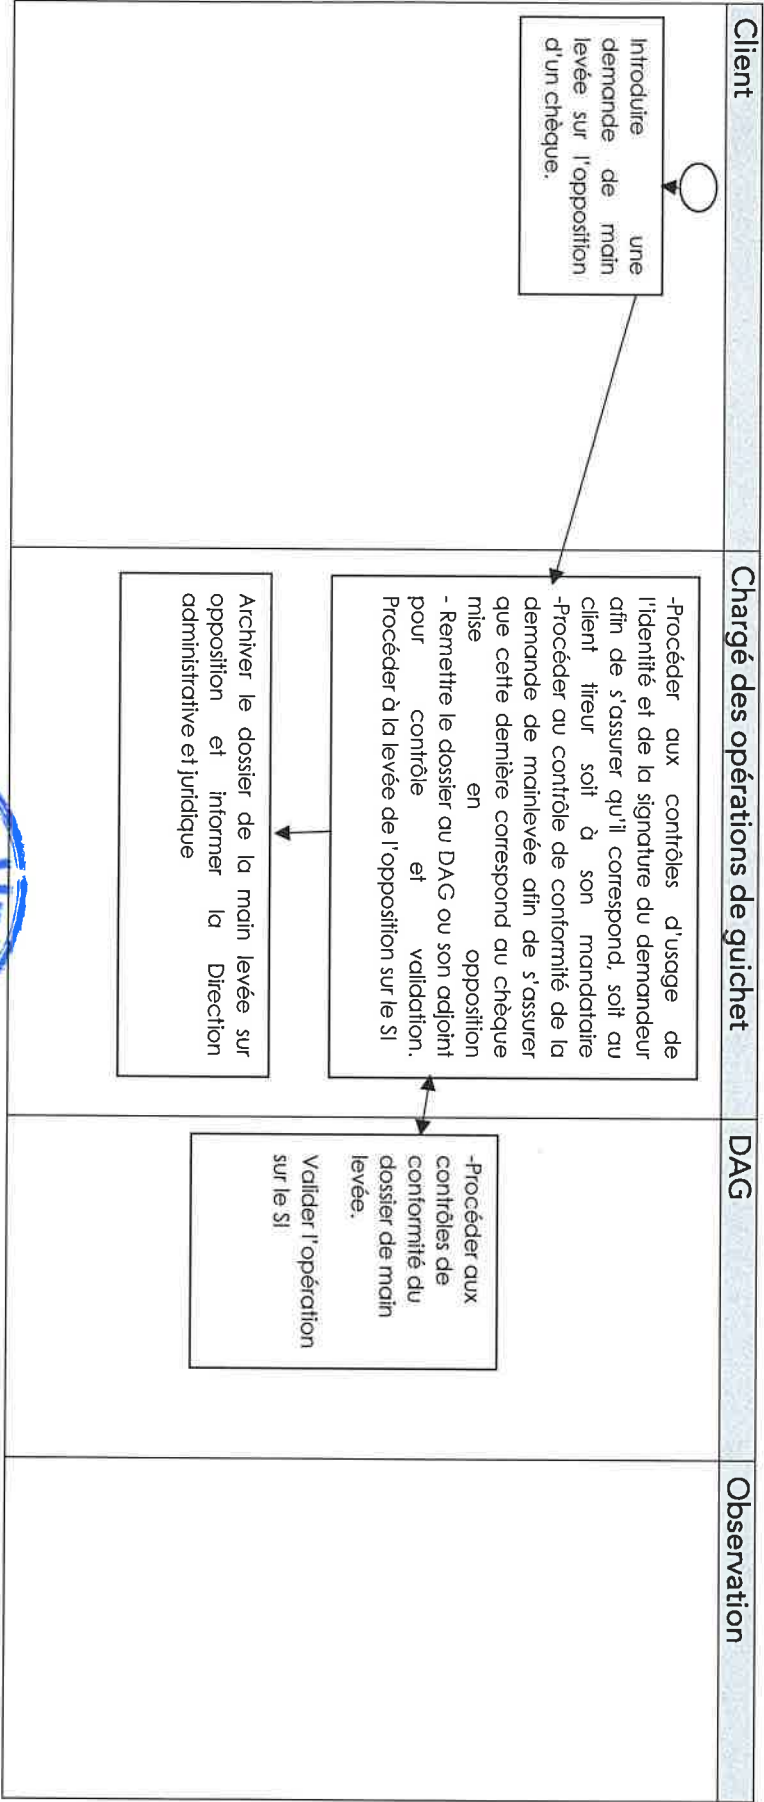 Client
Chargé des opérations de guichet
DAG
Observation
Introduire une
demande de main
levée sur l'opposition
d'un chèque.
-Procéder aux contrôles d'usage de
l'identité et de la signature du demandeur
afin de s'assurer qu'il correspond, soit au
client tireur soit à son mandataire
-Procéder au contrôle de conformité de la
demande de mainlevée afin de s'assurer
que cette dernière correspond au chèque
mise en opposition
- Remettre le dossier au DAG ou son adjoint
pour contrôle et validation.
Procéder à la levée de l'opposition sur le SI
Archiver le dossier de la main levée sur
opposition et informer la Direction
administrative et juridique
-Procéder aux
contrôles de
conformité du
dossier de main
levée.
Valider l'opération
sur le SI